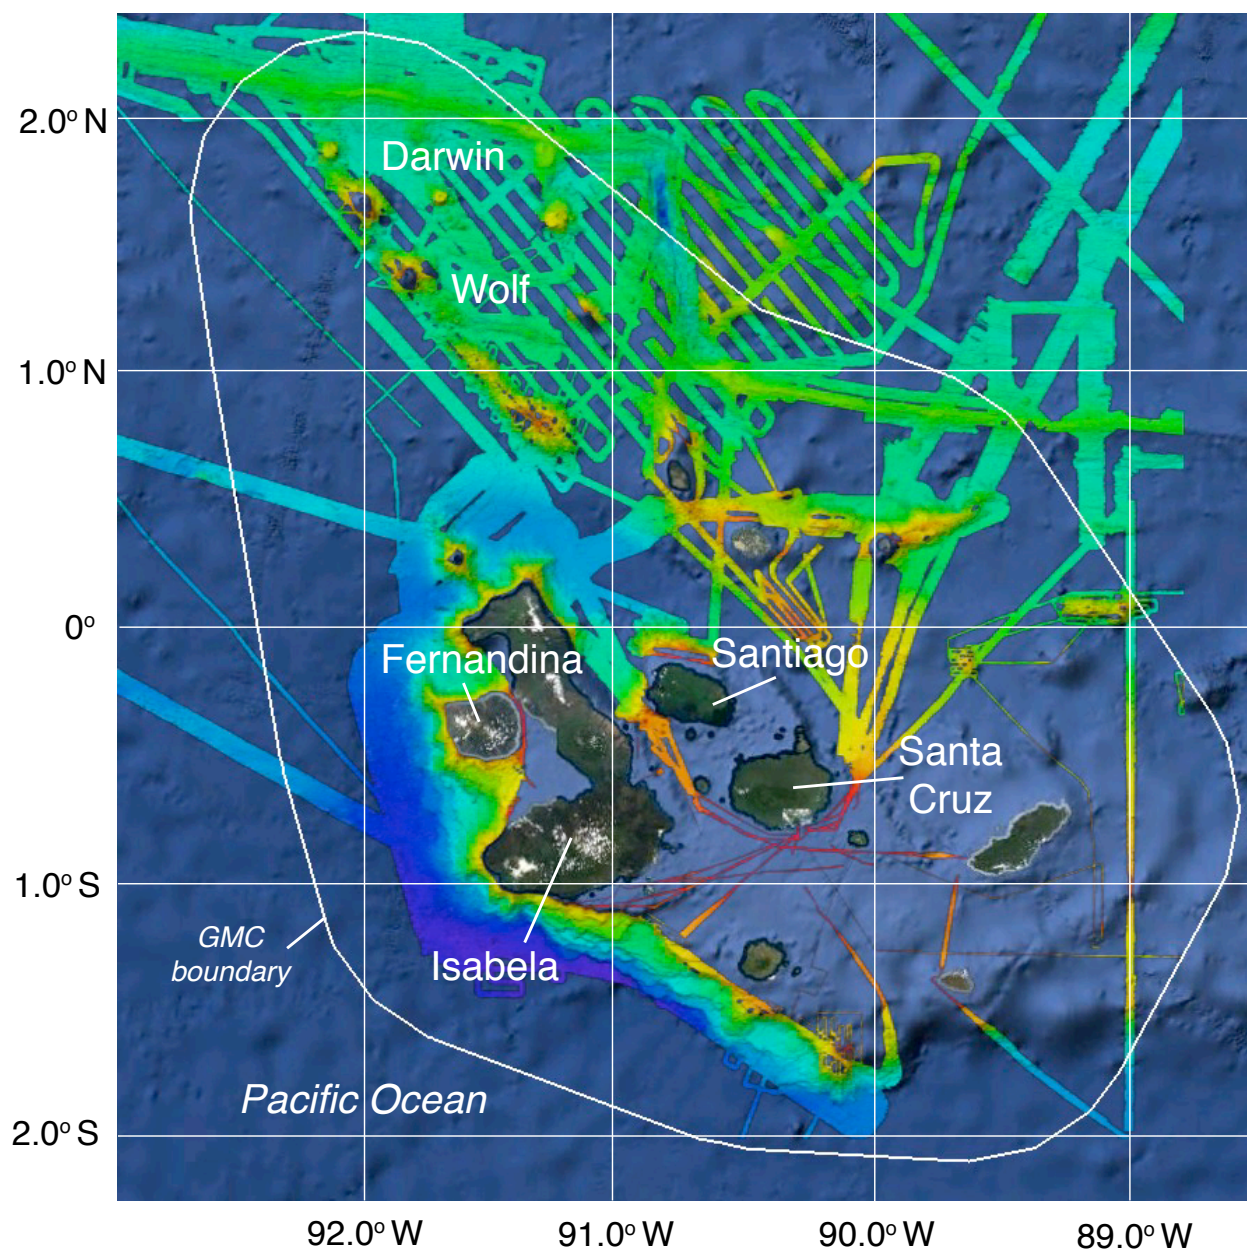 2.0° N
Darwin
Wolf
1.0° N
0°
Fernandina
Santiago
Santa
Cruz
1.0° S
GMC
boundary
Isabela
Pacific Ocean
2.0° S
92.0° W
91.0° W
90.0° W
89.0° W